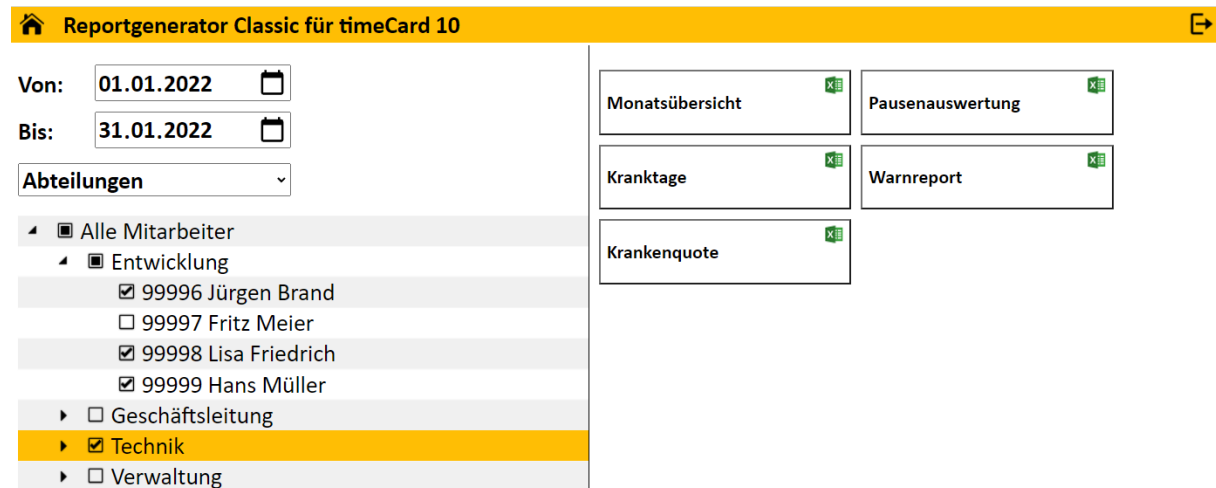 Reportgenerator Classic für timeCard 10
Von: 01.01.2022
Bis: 31.01.2022
Abteilungen
Alle Mitarbeiter
Entwicklung
99996 Jürgen Brand
99997 Fritz Meier
99998 Lisa Friedrich
99999 Hans Müller
Geschäftsleitung
Technik
Verwaltung
Monatsübersicht
Pausenauswertung
Kranktage
Warnreport
Krankenquote